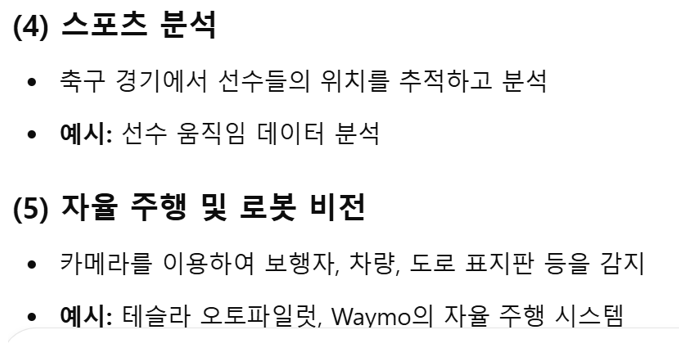 (4) 스포츠 분석
• 축구 경기에서 선수들의 위치를 추적하고 분석
• 예시: 선수 움직임 데이터 분석
(5) 자율 주행 및 로봇 비전
• 카메라를 이용하여 보행자, 차량, 도로 표지판 등을 감지
• 예시: 테슬라 오토파일럿, Waymo의 자율 주행 시스템